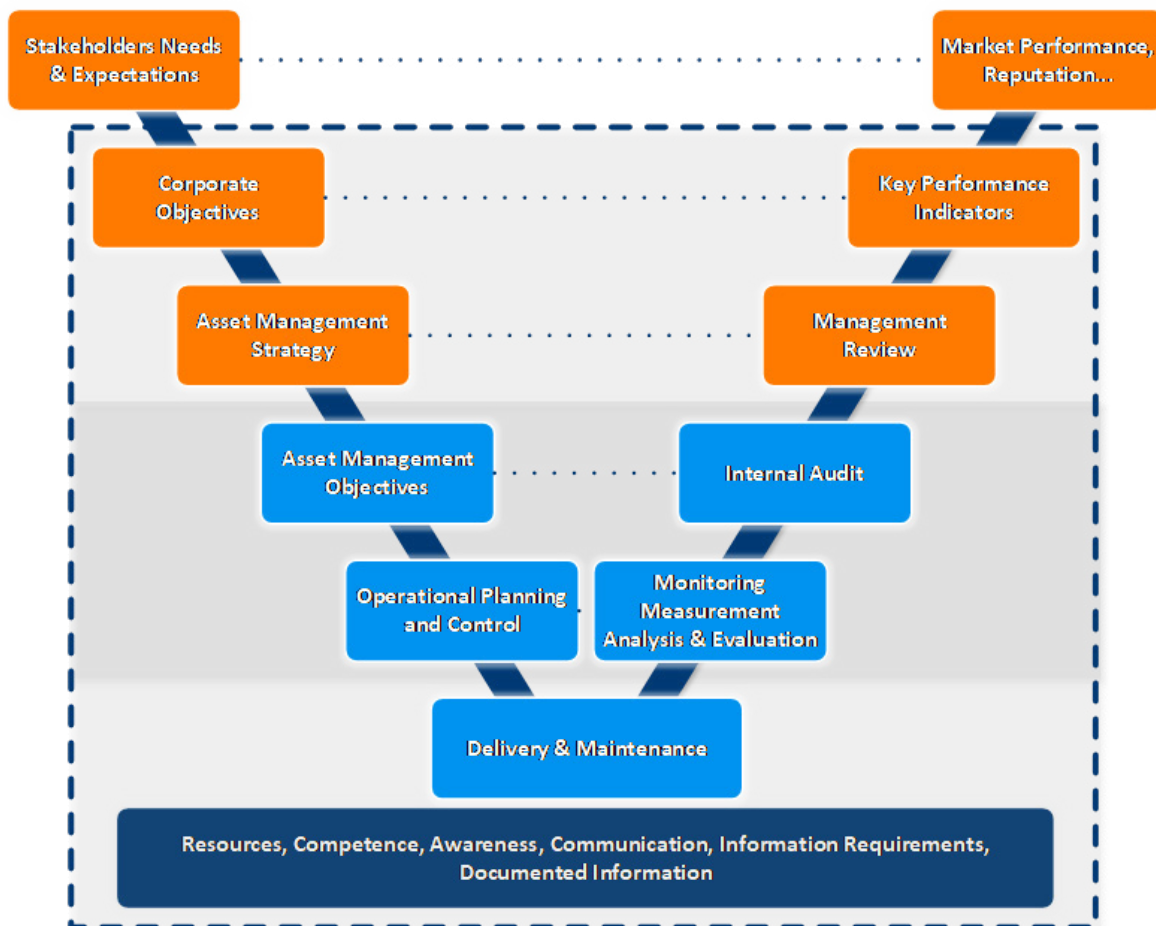 Stakeholders Needs
& Expectations
Market Performance,
Reputation...
Corporate
Objectives
Key Performance
Indicators
Asset Management
Strategy
Management
Review
Asset Management
Objectives
Internal Audit
Operational Planning
and Control
Monitoring
Measurement
Analysis & Evaluation
Delivery & Maintenance
Resources, Competence, Awareness, Communication, Information Requirements,
Documented Information